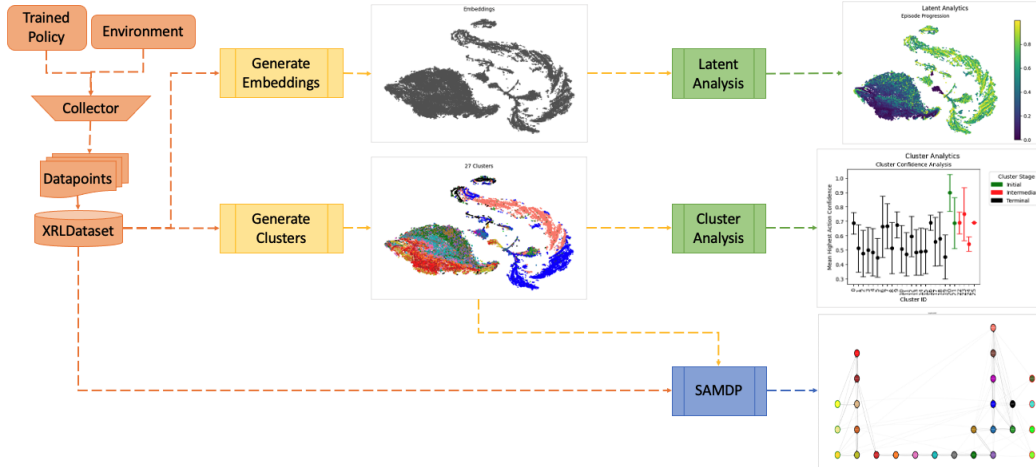 Trained
Policy
Environment
Collector
Datapoints
XRLDataset
Generate
Embeddings
Embeddings
Latent
Analysis
Latent Analytics
Episode Progression
0.8
0.6
0.4
0.2
0.0
Generate
Clusters
27 Clusters
Cluster
Analysis
Cluster Analytics
Cluster Confidence Analysis
Mean Highest Action Confidence
1.0
0.9
0.8
0.7
0.6
0.5
0.4
0.3
Cluster ID
Cluster Stage
Initial
Intermedia
Terminal
SAMDP